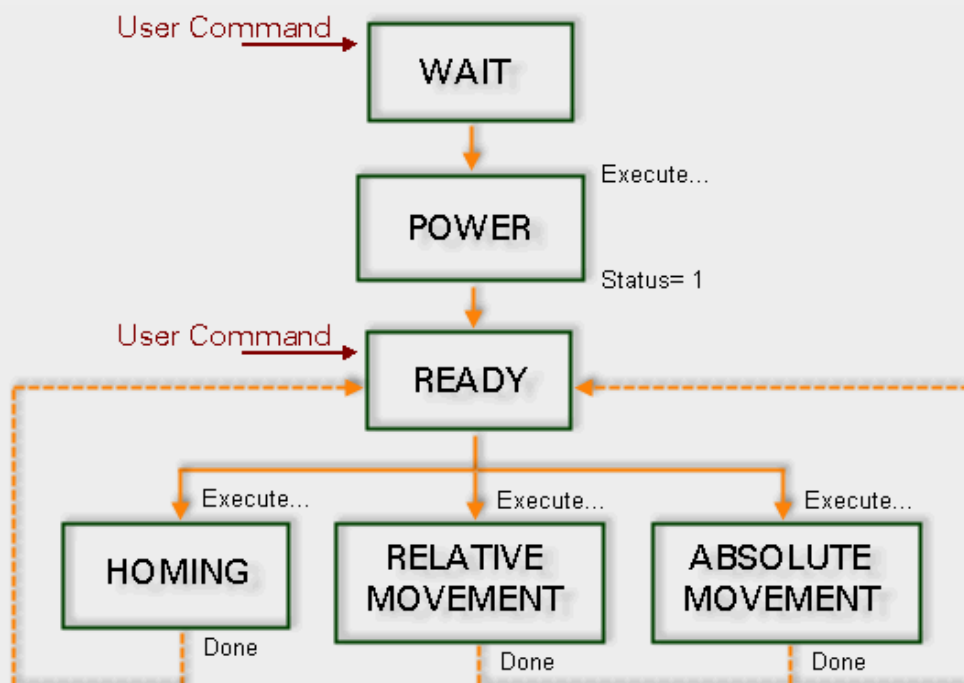 User Command
WAIT
Execute...
POWER
Status= 1
User Command
READY
Execute...
Execute...
Execute...
HOMING
RELATIVE
MOVEMENT
ABSOLUTE
MOVEMENT
Done
Done
Done